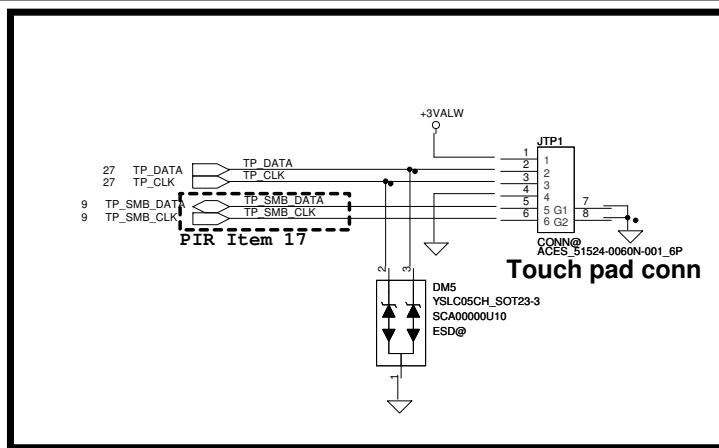 +3VALW
JTP1
1 1
27 TP_DATA TP_DATA 2 2
27 TP_CLK TP_CLK 3 3
4 4
9 TP_SMB_DATA TP_SMB_DATA 5 5 G1 7
9 TP_SMB_CLK TP_SMB_CLK 6 6 G2 8
PIR Item 17
CONN@
ACES_51524-0060N-001_6P
Touch pad conn
2 3
DM5
YSLC05CH_SOT23-3
SCA00000U10
ESD@
1